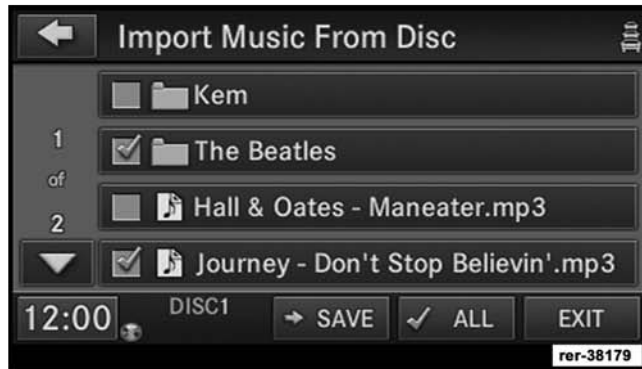 Import Music From Disc
Kem
1
of
2
The Beatles
Hall & Oates - Maneater.mp3
Journey - Don't Stop Believin'.mp3
12:00
DISC1
SAVE
ALL
EXIT
rer-38179